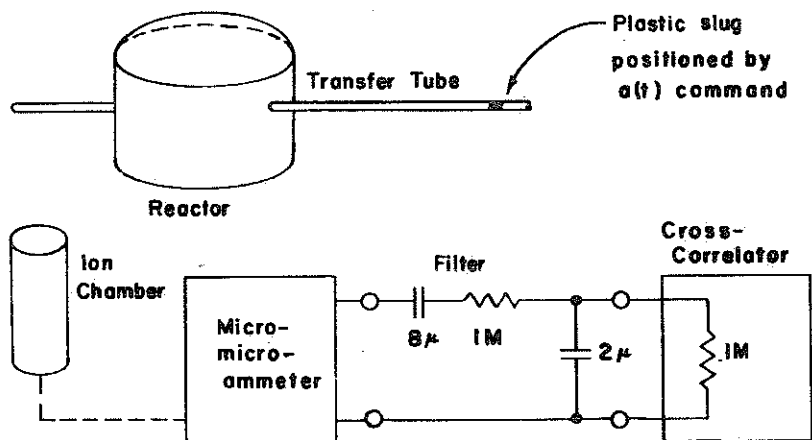 Plastic slug
positioned by
a(t) command
Transfer Tube
Reactor
Ion
Chamber
Micro-
micro-
ammeter
Filter
8μ
1M
2μ
Cross-
Correlator
1M